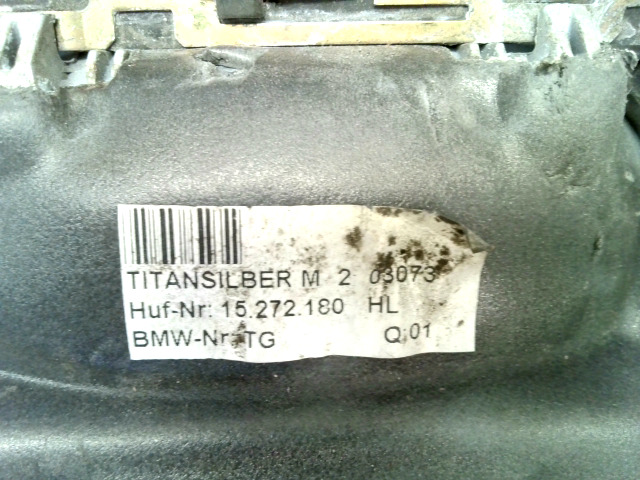 TITANSILBER M 2 03073
Huf-Nr: 15.272.180 HL
BMW-Nr: TG Q.01